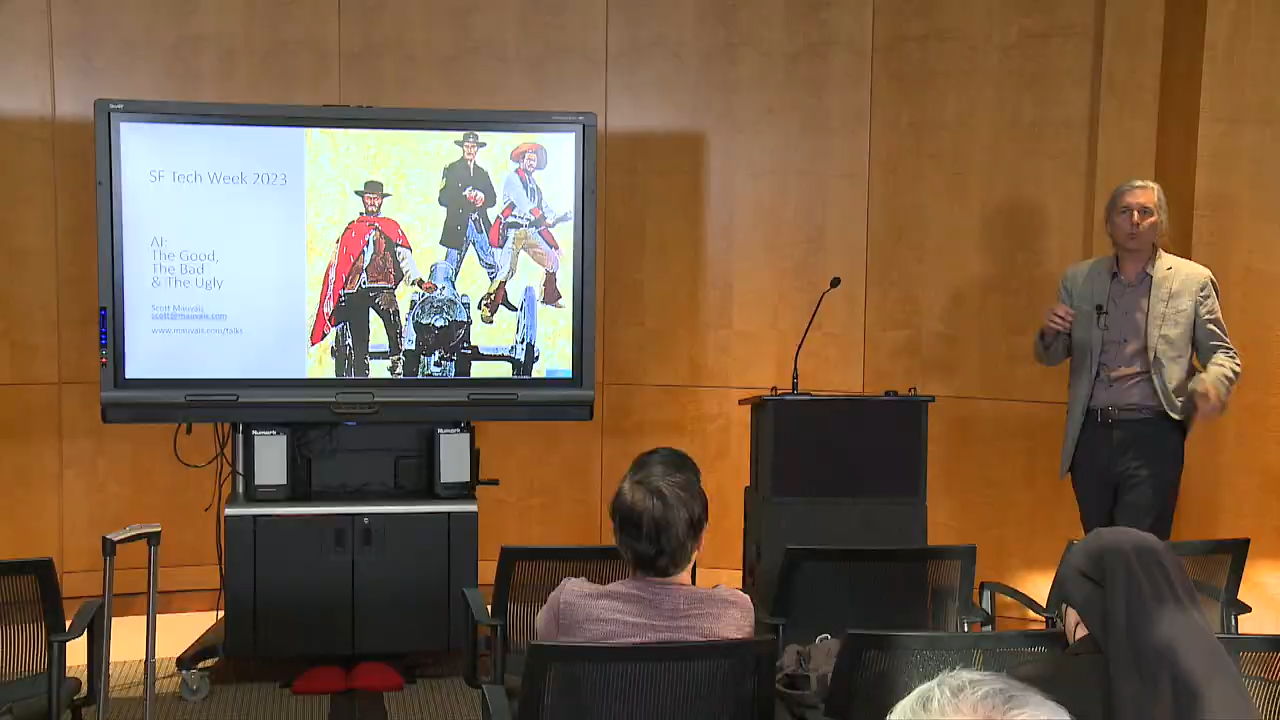 SMART
SF Tech Week 2023
AI:
The Good,
The Bad
& The Ugly
Scott Mauvais
scott@mauvais.com
www.mauvais.com/talks
Numark
Numark